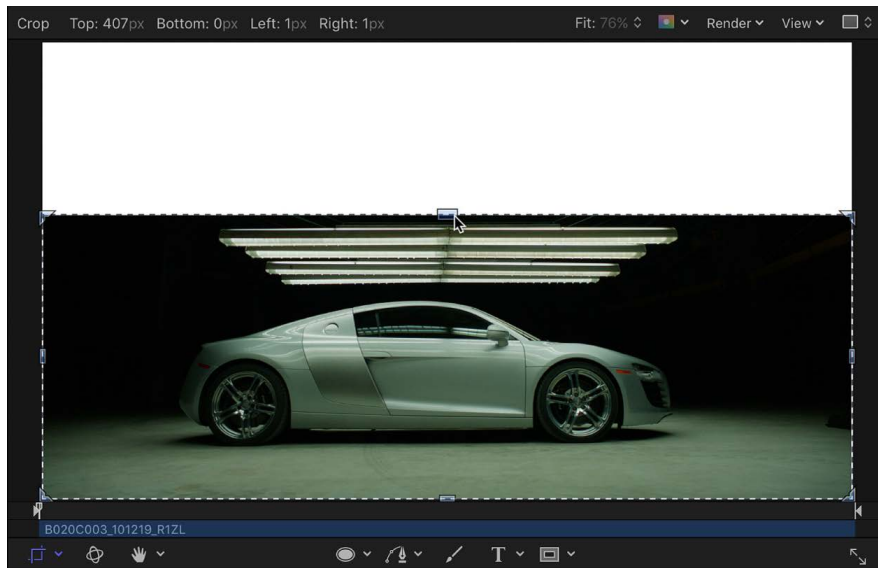 Crop Top: 407px Bottom: 0px Left: 1px Right: 1px Fit: 76% Render View
B020C003_101219_R1ZL
T